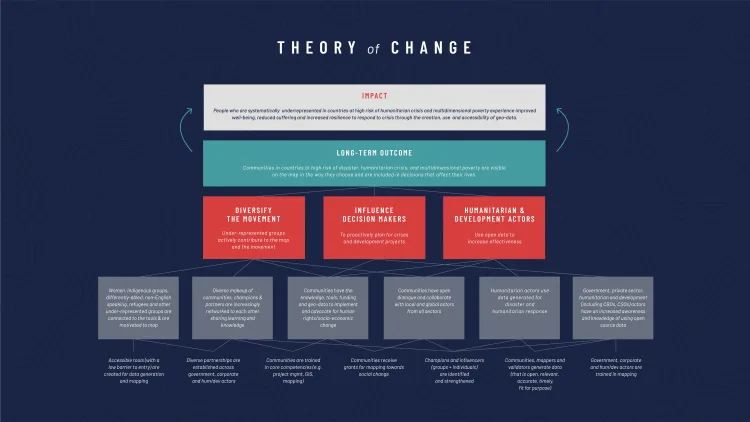 THEORY of CHANGE
IMPACT
People who are systematically underrepresented in countries at high risk of humanitarian crisis and multidimensional poverty experience improved
well-being, reduced suffering and increased resilience to respond to crisis through the creation, use and accessibility of geo-data.
LONG-TERM OUTCOME
Communities in countries at high risk of disaster, humanitarian crisis, and multidimensional poverty are visible
on the map in the way they choose and are included in decisions that affect their lives.
DIVERSIFY
THE MOVEMENT
Under-represented groups
actively contribute to the map
and the movement
INFLUENCE
DECISION MAKERS
To proactively plan for crises
and development projects
HUMANITARIAN &
DEVELOPMENT ACTORS
Use open data to
increase effectiveness
Women, indigenous groups,
differently-abled, non-English
speaking, refugees and other
under-represented groups are
connected to the tools & are
motivated to map
Diverse makeup of
communities, champions &
partners are increasingly
networked to each other
sharing learning and
knowledge
Communities have the
knowledge, tools, funding
and geo-data to implement
and advocate for human
rights/socio-economic
change
Communities have open
dialogue and collaborate
with local and global actors
from all sectors
Humanitarian actors use
data generated for
disaster and
humanitarian response
Government, private sector,
humanitarian and development
(including CBOs, CSOs) actors
have an increased awareness
and knowledge of using open
source data
Accessible tools (with a
low barrier to entry) are
created for data generation
and mapping
Diverse partnerships are
established across
government, corporate
and hum/dev actors
Communities are trained
in core competencies (e.g.
project mgmt, GIS,
mapping)
Communities receive
grants for mapping towards
social change
Champions and influencers
(groups + individuals)
are identified
and strengthened
Communities, mappers and
validators generate data
(that is open, relevant,
accurate, timely,
fit for purpose)
Government, corporate
and hum/dev actors are
trained in mapping